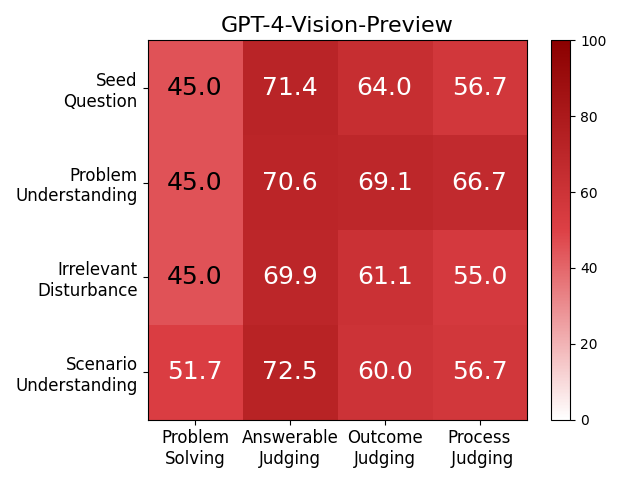 GPT-4-Vision-Preview
Seed
Question
45.0 71.4 64.0 56.7
Problem
Understanding
45.0 70.6 69.1 66.7
Irrelevant
Disturbance
45.0 69.9 61.1 55.0
Scenario
Understanding
51.7 72.5 60.0 56.7
Problem
Solving
Answerable
Judging
Outcome
Judging
Process
Judging
100
80
60
40
20
0